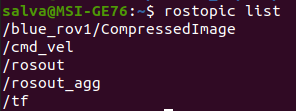 salva@MSI-GE76:~$ rostopic list
/blue_rov1/CompressedImage
/cmd_vel
/rosout
/rosout_agg
/tf